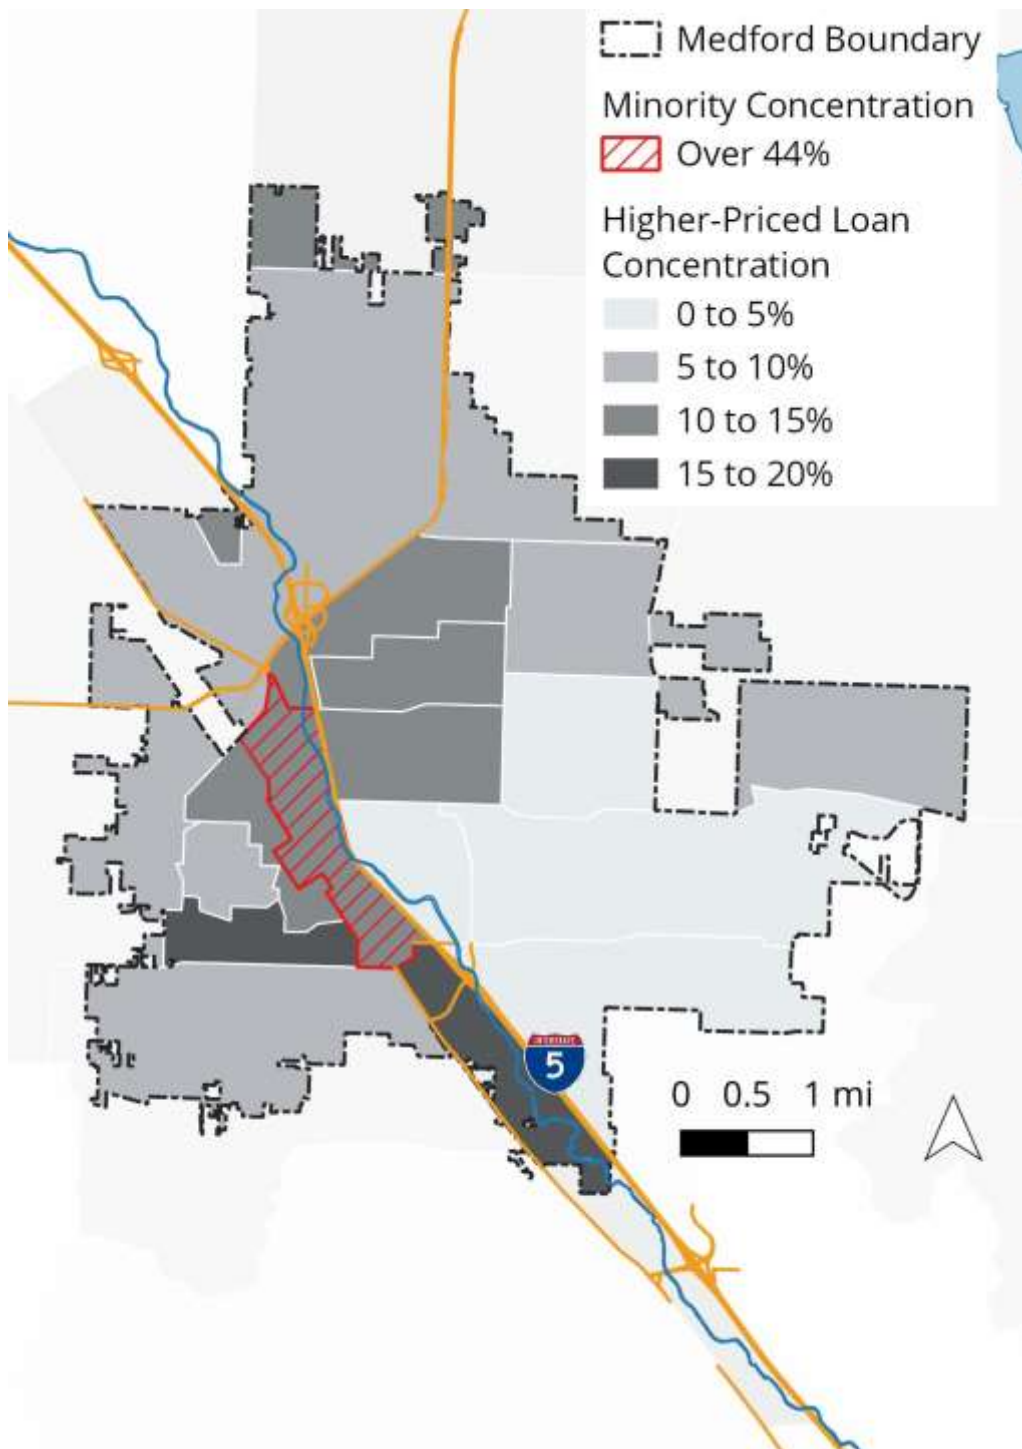 Medford Boundary
Minority Concentration
Over 44%
Higher-Priced Loan
Concentration
0 to 5%
5 to 10%
10 to 15%
15 to 20%
INTERSTATE
5
0 0.5 1 mi